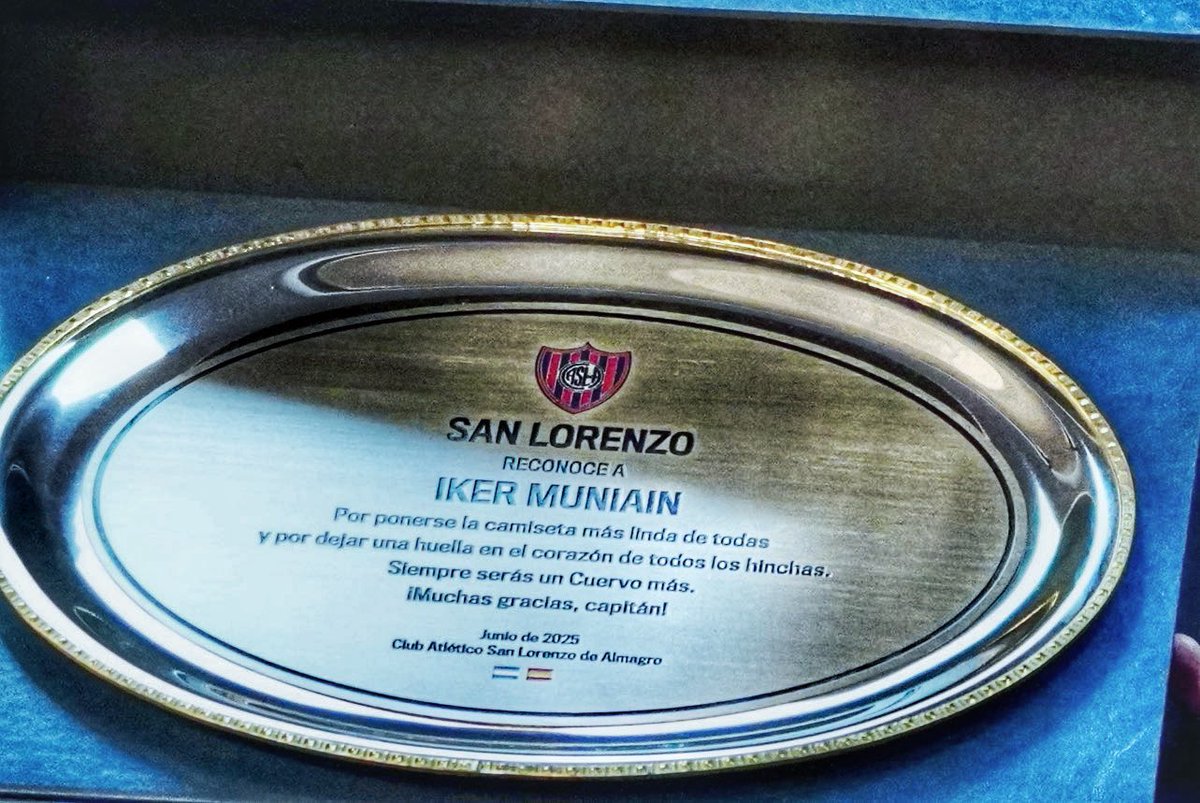 CASLA
SAN LORENZO
RECONOCE A
IKER MUNIAIN
Por ponerse la camiseta más linda de todas
y por dejar una huella en el corazón de todos los hinchas.
Siempre serás un Cuervo más.
¡Muchas gracias, capitán!
Junio de 2025
Club Atlético San Lorenzo de Almagro